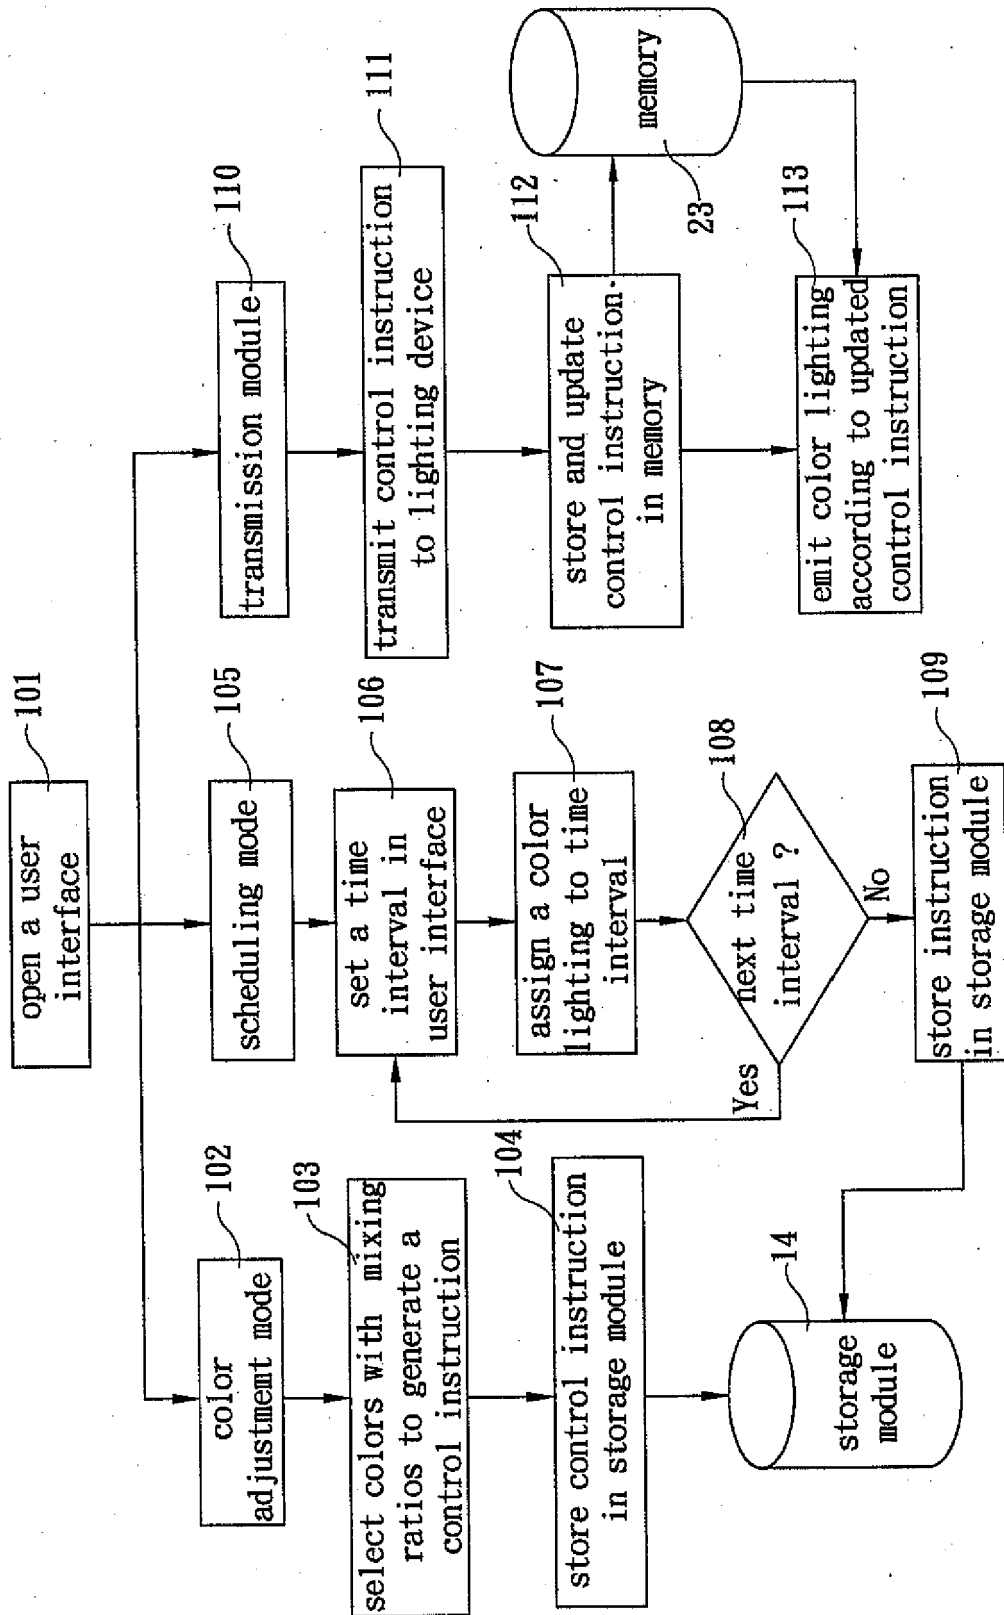 open a user
interface
101
color
adjustmemt mode
102
select colors with mixing
ratios to generate a
control instruction
103
store control instruction
in storage module
104
storage
module
14
scheduling mode
105
set a time
interval in
user interface
106
assign a color
lighting to time
interval
107
next time
interval ?
108
Yes
No
store instruction
in storage module
109
transmission module
110
transmit control instruction
to lighting device
111
store and update
control instruction
in memory
112
memory
23
emit color lighting
according to updated
control instruction
113